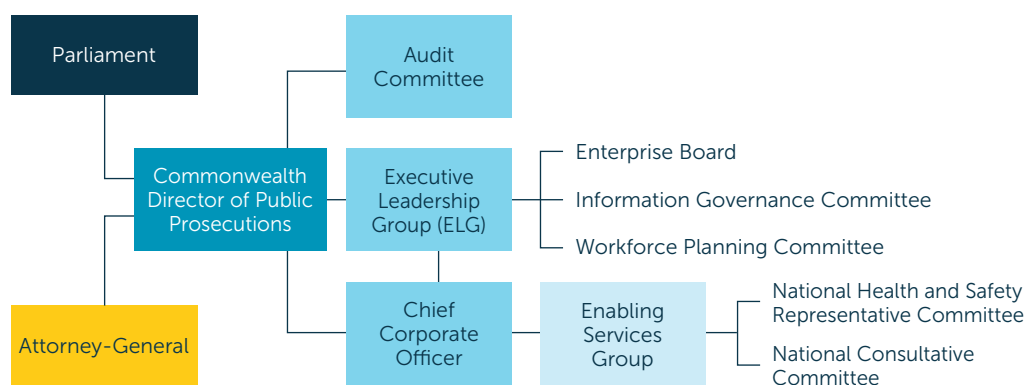 Parliament
Audit
Committee
Commonwealth
Director of Public
Prosecutions
Executive
Leadership
Group (ELG)
Enterprise Board
Information Governance Committee
Workforce Planning Committee
Attorney-General
Chief
Corporate
Officer
Enabling
Services
Group
National Health and Safety
Representative Committee
National Consultative
Committee